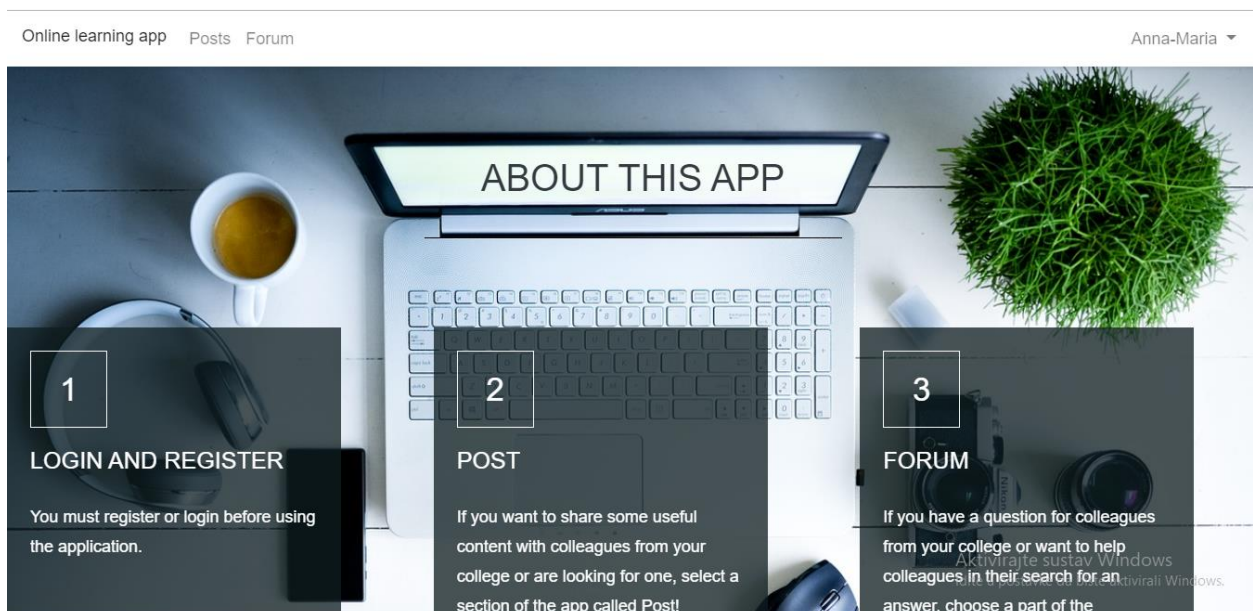 Online learning app Posts Forum Anna-Maria
ABOUT THIS APP
ASUS
1
LOGIN AND REGISTER
You must register or login before using
the application.
2
POST
If you want to share some useful
content with colleagues from your
college or are looking for one, select a
section of the app called Post!
3
FORUM
If you have a question for colleagues
from your college or want to help
colleagues in their search for an
answer, choose a part of the
Nikon
Aktivirajte sustav Windows
aktivirali Windows.